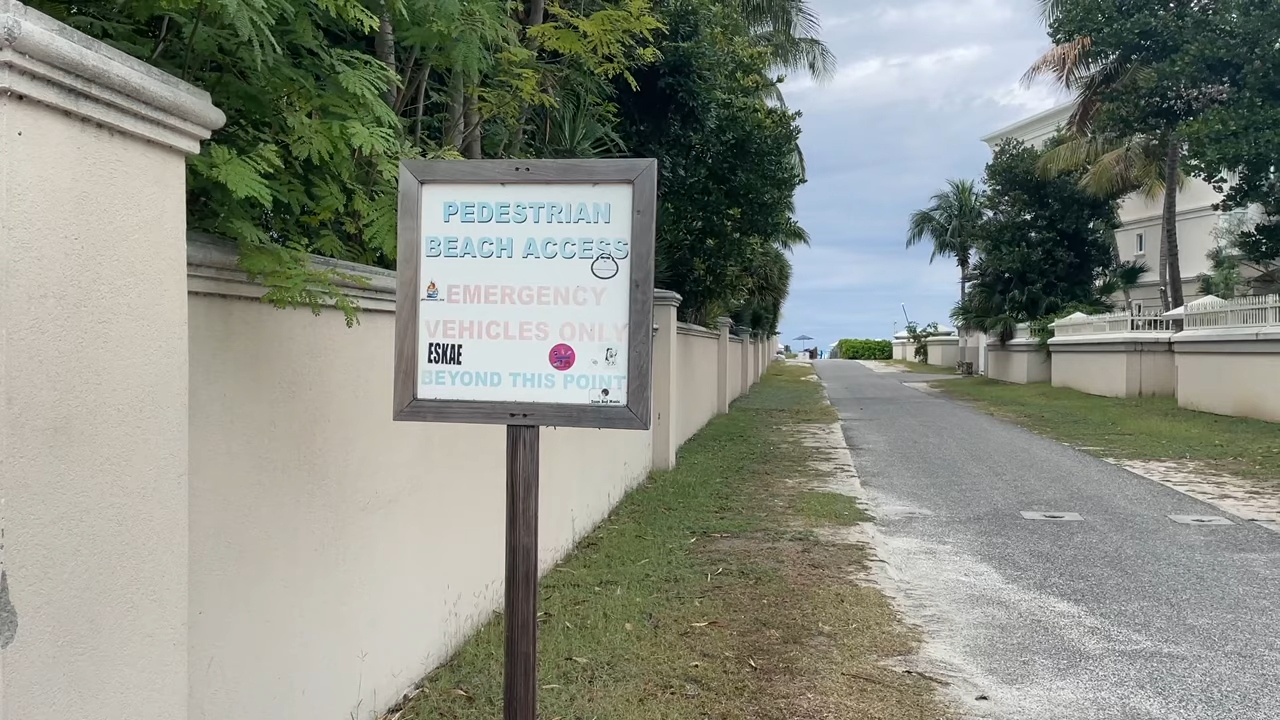 PEDESTRIAN
BEACH ACCESS
EMERGENCY
VEHICLES ONLY
ESKAE
BEYOND THIS POINT